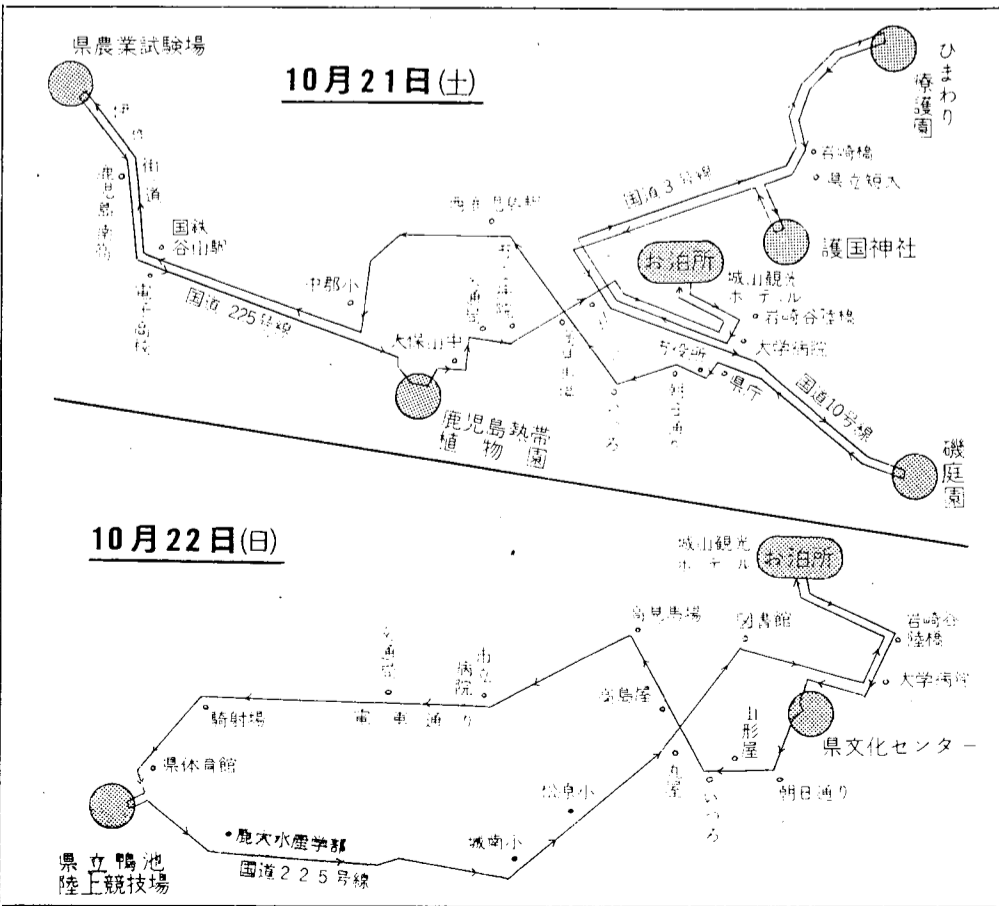 県農業試験場
10月21日(土)
ひまわり
療護園
岩崎橋
県立短大
国道3号線
護国神社
お泊所
城山観光
ホテル
岩崎谷陸橋
大学病院
国鉄
谷山駅
国道225号線
中郡小
市役所
県庁
国道10号線
鹿児島熱帯
植物園
磯庭園
10月22日(日)
城山観光
ホテル
お泊所
高見馬場
図書館
岩崎谷
陸橋
大学病院
交通局
市立
病院
電車通り
高島屋
騎射場
山形屋
県文化センター
県体育館
丸屋
いづろ
朝日通り
松原小
鹿大水産学部
城南小
国道225号線
県立鴨池
陸上競技場